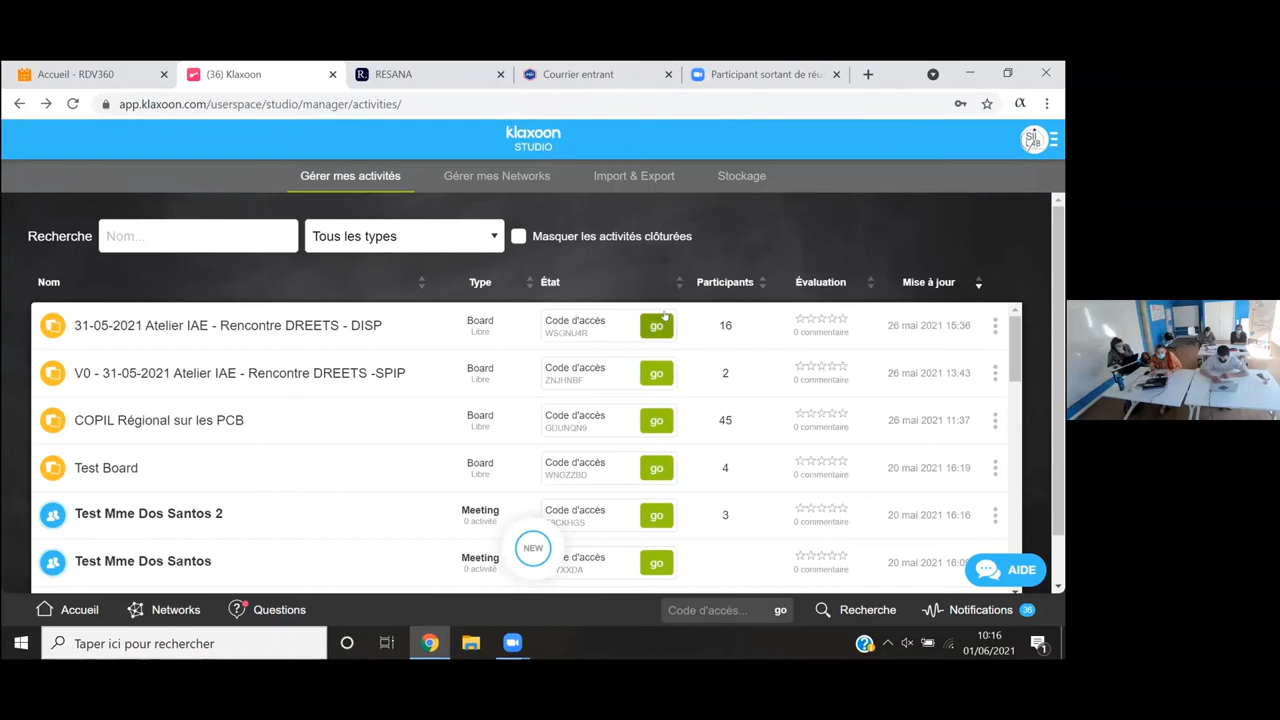 Accueil - RDV360
(36) Klaxoon
R. RESANA
Courrier entrant
Participant sortant de réu
app.klaxoon.com/userspace/studio/manager/activities/
klaxoon
STUDIO
SILAB
Gérer mes activités
Gérer mes Networks
Import & Export
Stockage
Recherche
Nom...
Tous les types
Masquer les activités clôturées
Nom
Type
État
Participants
Évaluation
Mise à jour
31-05-2021 Atelier IAE - Rencontre DREETS - DISP
Board
Libre
Code d'accès
WSGNU4R
go
16
0 commentaire
26 mai 2021 15:36
V0 - 31-05-2021 Atelier IAE - Rencontre DREETS -SPIP
Board
Libre
Code d'accès
ZNJHNBF
go
2
0 commentaire
26 mai 2021 13:43
COPIL Régional sur les PCB
Board
Libre
Code d'accès
GDUNQN9
go
45
0 commentaire
26 mai 2021 11:37
Test Board
Board
Libre
Code d'accès
WNGZZBD
go
4
0 commentaire
20 mai 2021 16:19
Test Mme Dos Santos 2
Meeting
0 activité
Code d'accès
go
3
0 commentaire
20 mai 2021 16:16
Test Mme Dos Santos
Meeting
0 activité
go
0 commentaire
20 mai 2021
NEW
AIDE
Accueil
Networks
Questions
Code d'accès...
go
Recherche
Notifications
36
Taper ici pour rechercher
10:16
01/06/2021
1